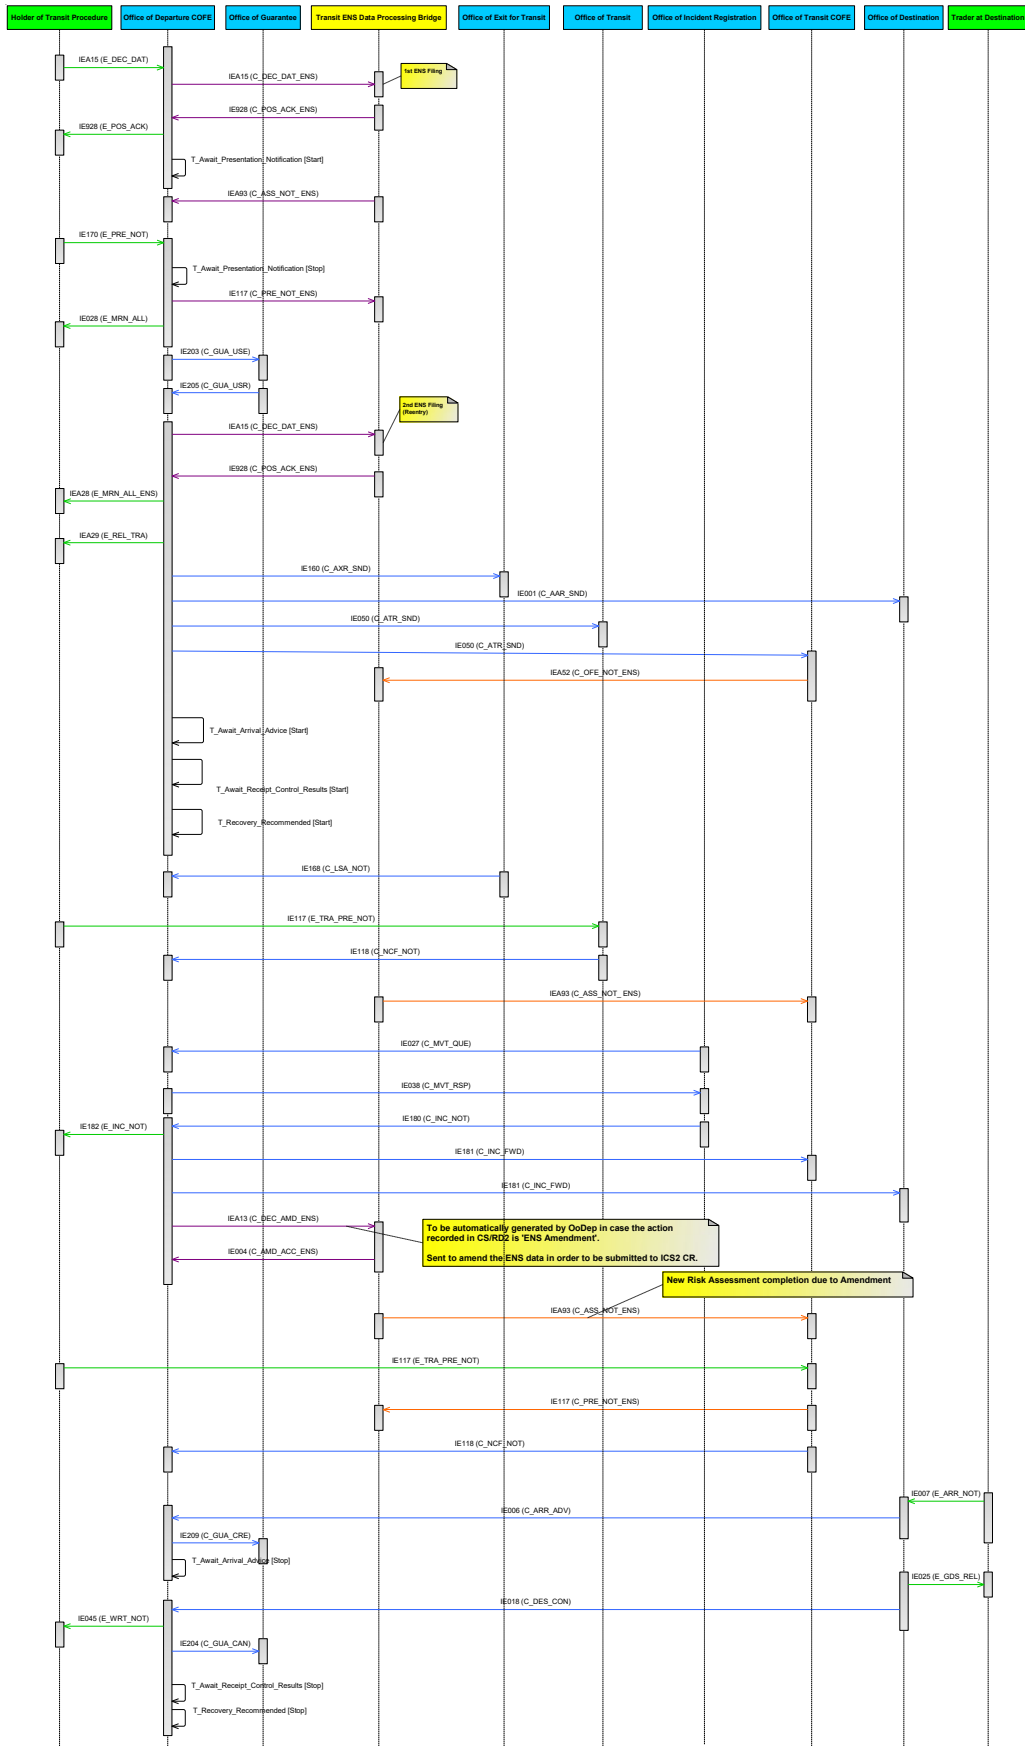 Holder of Transit Procedure
Office of Departure COFE
Office of Guarantee
Transit ENS Data Processing Bridge
Office of Exit for Transit
Office of Transit
Office of Incident Registration
Office of Transit COFE
Office of Destination
Trader at Destination
IEA15 (E_DEC_DAT)
1st ENS Filing
IEA15 (C_DEC_DAT_ENS)
IE928 (C_POS_ACK_ENS)
IE928 (E_POS_ACK)
T_Await_Presentation_Notification [Start]
IEA93 (C_ASS_NOT_ ENS)
IE170 (E_PRE_NOT)
T_Await_Presentation_Notification [Stop]
IE117 (C_PRE_NOT_ENS)
IE028 (E_MRN_ALL)
IE203 (C_GUA_USE)
IE205 (C_GUA_USR)
2nd ENS Filing
(Reentry)
IEA15 (C_DEC_DAT_ENS)
IE928 (C_POS_ACK_ENS)
IEA28 (E_MRN_ALL_ENS)
IEA29 (E_REL_TRA)
IE160 (C_AXR_SND)
IE001 (C_AAR_SND)
IE050 (C_ATR_SND)
IE050 (C_ATR_SND)
IEA52 (C_OFE_NOT_ENS)
T_Await_Arrival_Advice [Start]
T_Await_Receipt_Control_Results [Start]
T_Recovery_Recommended [Start]
IE168 (C_LSA_NOT)
IE117 (E_TRA_PRE_NOT)
IE118 (C_NCF_NOT)
IEA93 (C_ASS_NOT_ ENS)
IE027 (C_MVT_QUE)
IE038 (C_MVT_RSP)
IE180 (C_INC_NOT)
IE182 (E_INC_NOT)
IE181 (C_INC_FWD)
IE181 (C_INC_FWD)
IEA13 (C_DEC_AMD_ENS)
To be automatically generated by OoDep in case the action
recorded in CS/RD2 is 'ENS Amendment'.
Sent to amend the ENS data in order to be submitted to ICS2 CR.
IE004 (C_AMD_ACC_ENS)
New Risk Assessment completion due to Amendment
IEA93 (C_ASS_NOT_ENS)
IE117 (E_TRA_PRE_NOT)
IE117 (C_PRE_NOT_ENS)
IE118 (C_NCF_NOT)
IE007 (E_ARR_NOT)
IE006 (C_ARR_ADV)
IE209 (C_GUA_CRE)
T_Await_Arrival_Advice [Stop]
IE025 (E_GDS_REL)
IE018 (C_DES_CON)
IE045 (E_WRT_NOT)
IE204 (C_GUA_CAN)
T_Await_Receipt_Control_Results [Stop]
T_Recovery_Recommended [Stop]